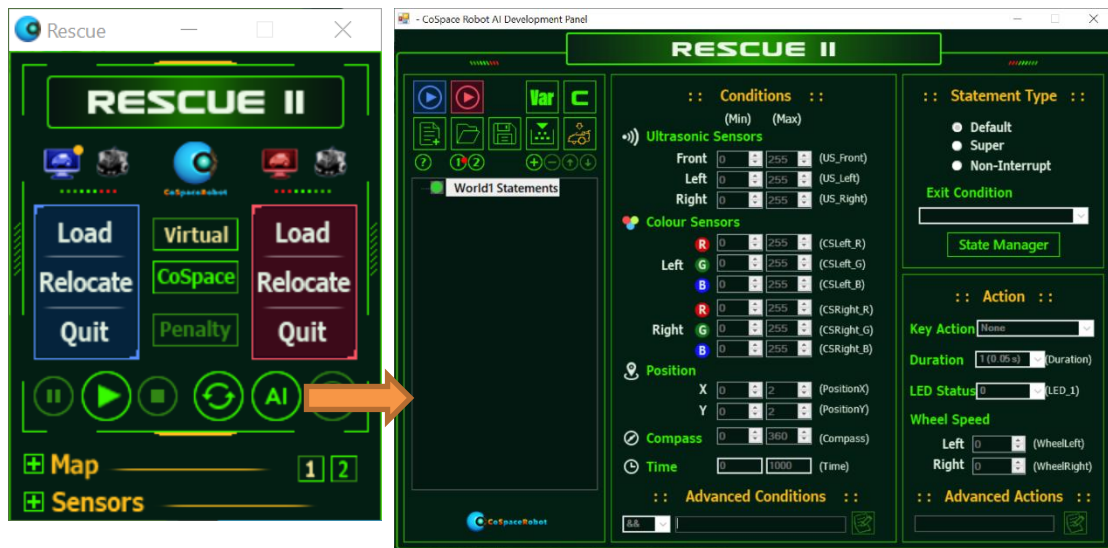 Rescue
RESCUE II
CoSpaceRobot
Load Virtual Load
Relocate CoSpace Relocate
Quit Penalty Quit
AI
Map 1 2
Sensors
- CoSpace Robot AI Development Panel
RESCUE II
Var C
? 1 2
World1 Statements
CoSpaceRobot
:: Conditions ::
(Min) (Max)
Ultrasonic Sensors
Front 0 255 (US_Front)
Left 0 255 (US_Left)
Right 0 255 (US_Right)
Colour Sensors
R 0 255 (CSLeft_R)
Left G 0 255 (CSLeft_G)
B 0 255 (CSLeft_B)
R 0 255 (CSRight_R)
Right G 0 255 (CSRight_G)
B 0 255 (CSRight_B)
Position
X 0 2 (PositionX)
Y 0 2 (PositionY)
Compass 0 360 (Compass)
Time 0 1000 (Time)
:: Advanced Conditions ::
&&
:: Statement Type ::
Default
Super
Non-Interrupt
Exit Condition
State Manager
:: Action ::
Key Action None
Duration 1 (0.05 s) (Duration)
LED Status 0 (LED_1)
Wheel Speed
Left 0 (WheelLeft)
Right 0 (WheelRight)
:: Advanced Actions ::